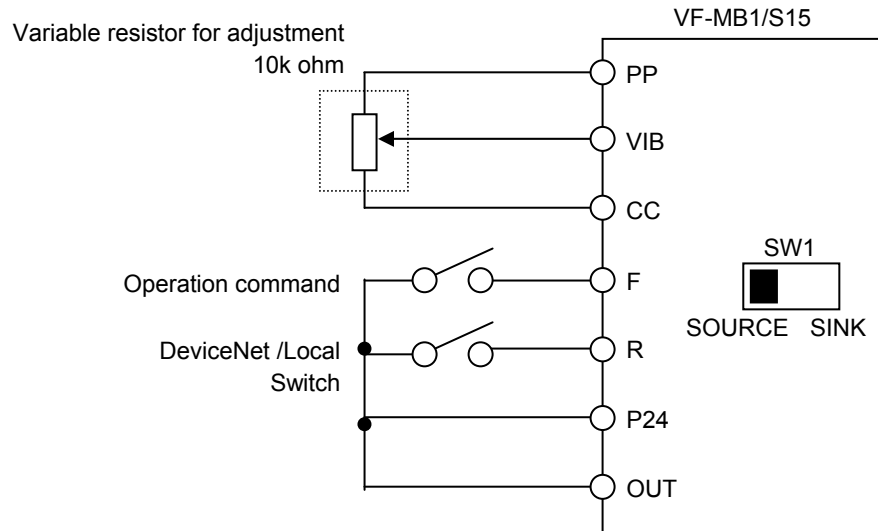 VF-MB1/S15
Variable resistor for adjustment
10k ohm
PP
VIB
CC
SW1
Operation command
F
SOURCE SINK
DeviceNet /Local
Switch
R
P24
OUT